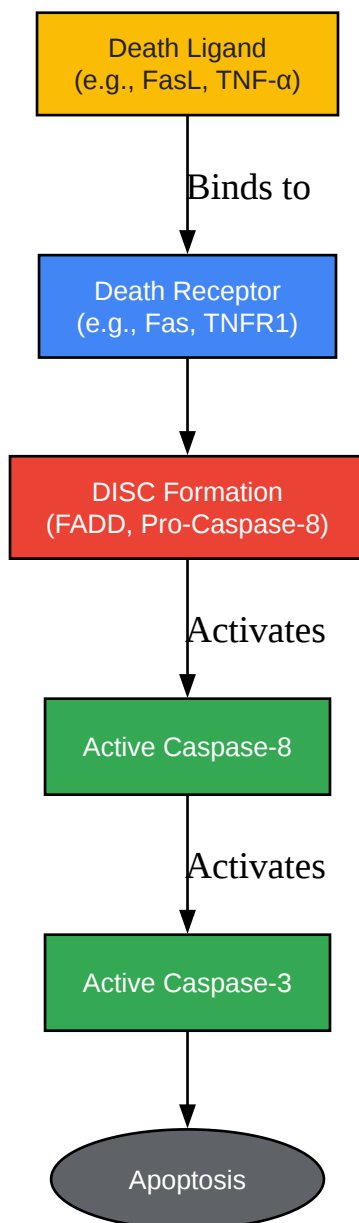 Death Ligand
(e.g., FasL, TNF-α)
Binds to
Death Receptor
(e.g., Fas, TNFR1)
DISC Formation
(FADD, Pro-Caspase-8)
Activates
Active Caspase-8
Activates
Active Caspase-3
Apoptosis